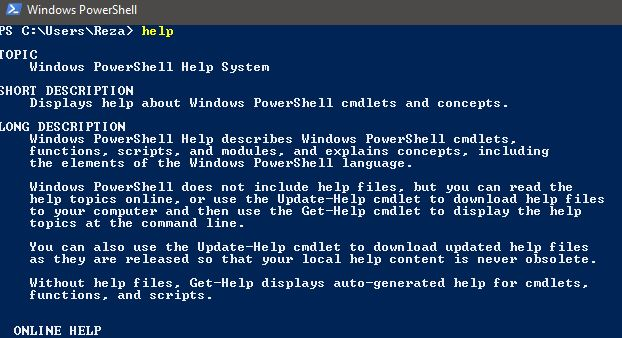 Windows PowerShell
PS C:\Users\Reza> help
TOPIC
Windows PowerShell Help System
SHORT DESCRIPTION
Displays help about Windows PowerShell cmdlets and concepts.
LONG DESCRIPTION
Windows PowerShell Help describes Windows PowerShell cmdlets,
functions, scripts, and modules, and explains concepts, including
the elements of the Windows PowerShell language.
Windows PowerShell does not include help files, but you can read the
help topics online, or use the Update-Help cmdlet to download help files
to your computer and then use the Get-Help cmdlet to display the help
topics at the command line.
You can also use the Update-Help cmdlet to download updated help files
as they are released so that your local help content is never obsolete.
Without help files, Get-Help displays auto-generated help for cmdlets,
functions, and scripts.
ONLINE HELP